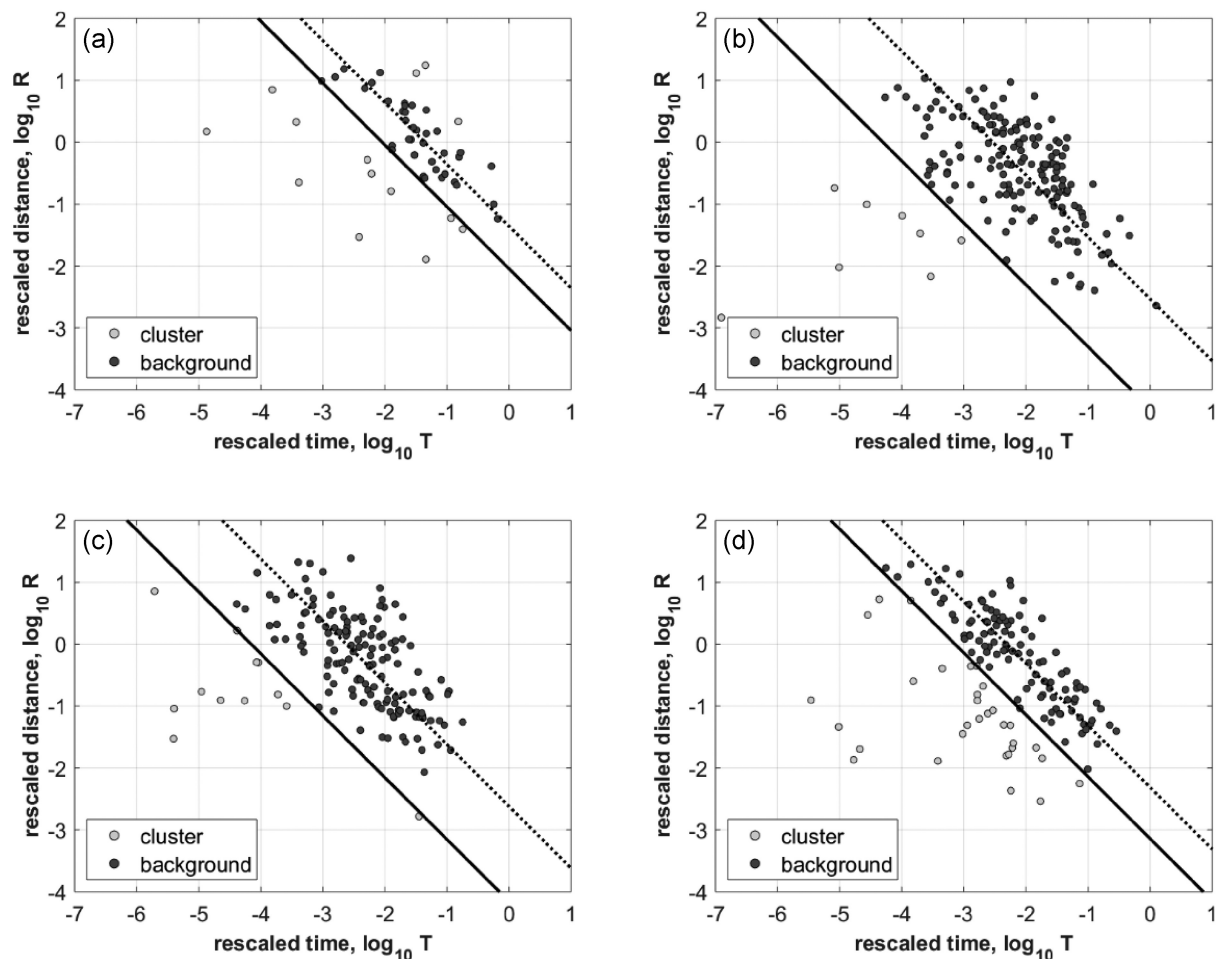 (a)
2
1
0
-1
-2
-3
-4
rescaled distance, log10 R
cluster
background
-7 -6 -5 -4 -3 -2 -1 0 1
rescaled time, log10 T
(b)
2
1
0
-1
-2
-3
-4
rescaled distance, log10 R
cluster
background
-7 -6 -5 -4 -3 -2 -1 0 1
rescaled time, log10 T
(c)
2
1
0
-1
-2
-3
-4
rescaled distance, log10 R
cluster
background
-7 -6 -5 -4 -3 -2 -1 0 1
rescaled time, log10 T
(d)
2
1
0
-1
-2
-3
-4
rescaled distance, log10 R
cluster
background
-7 -6 -5 -4 -3 -2 -1 0 1
rescaled time, log10 T